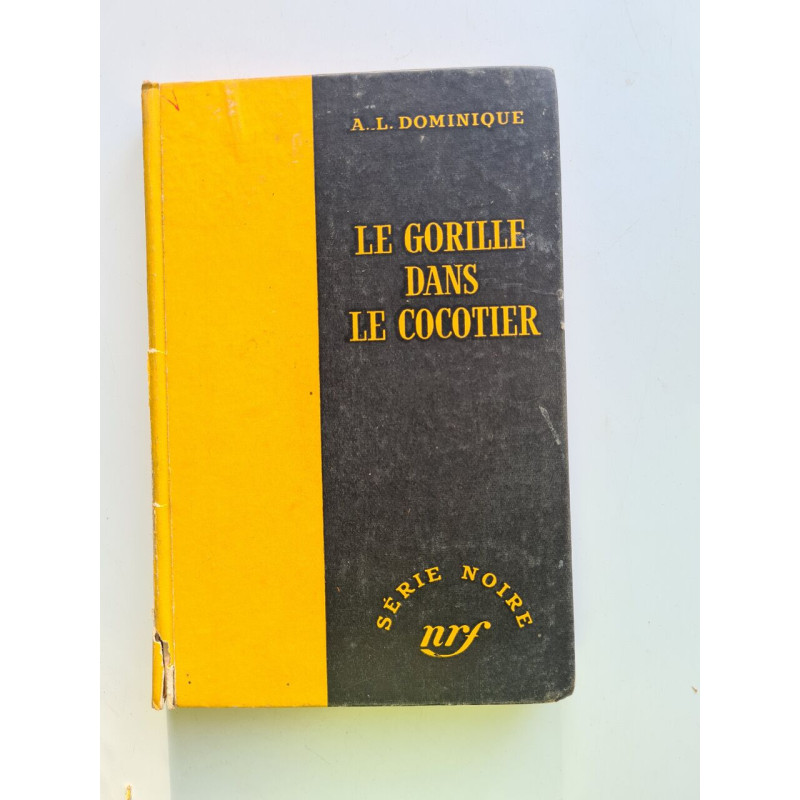 A..L. DOMINIQUE
LE GORILLE
DANS
LE COCOTIER
SÉRIE NOIRE
nrf